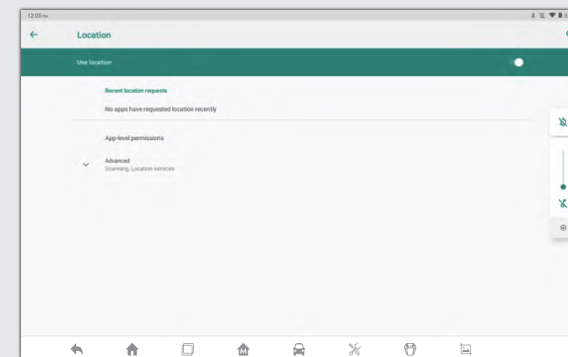 12:03 PM
Location
Use location
Recent location requests
No apps have requested location recently
App-level permissions
Advanced
Scanning, Location services